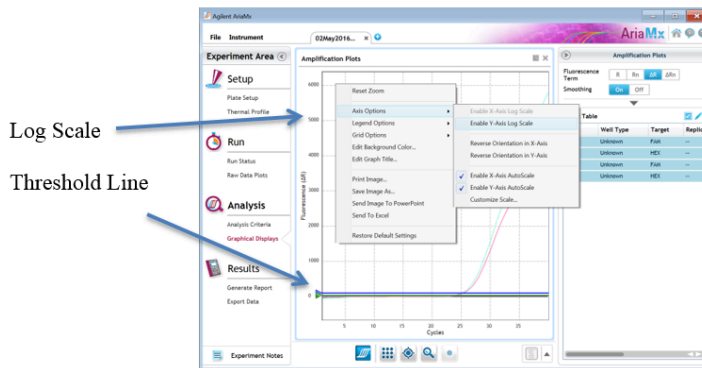 Agilent AriaMx
File Instrument
02May2016...
AriaMx
Experiment Area
Setup
Plate Setup
Thermal Profile
Run
Run Status
Raw Data Plots
Analysis
Analysis Criteria
Graphical Displays
Results
Generate Report
Export Data
Experiment Notes
Log Scale
Threshold Line
Amplification Plots
Fluorescence (ΔR)
6000
5000
4000
3000
2000
1000
0
5 10 15 20 25 30 35
Cycles
Reset Zoom
Axis Options
Legend Options
Grid Options
Edit Background Color...
Edit Graph Title...
Print Image...
Save Image As...
Send Image To PowerPoint
Send To Excel
Restore Default Settings
Enable X-Axis Log Scale
Enable Y-Axis Log Scale
Reverse Orientation in X-Axis
Reverse Orientation in Y-Axis
Enable X-Axis AutoScale
Enable Y-Axis AutoScale
Customize Scale...
Amplification Plots
Fluorescence
Term
R Rn ΔR ΔRn
Smoothing On Off
Table
Well Type Target Replic
Unknown FAM --
Unknown HEX --
Unknown FAM --
Unknown HEX --